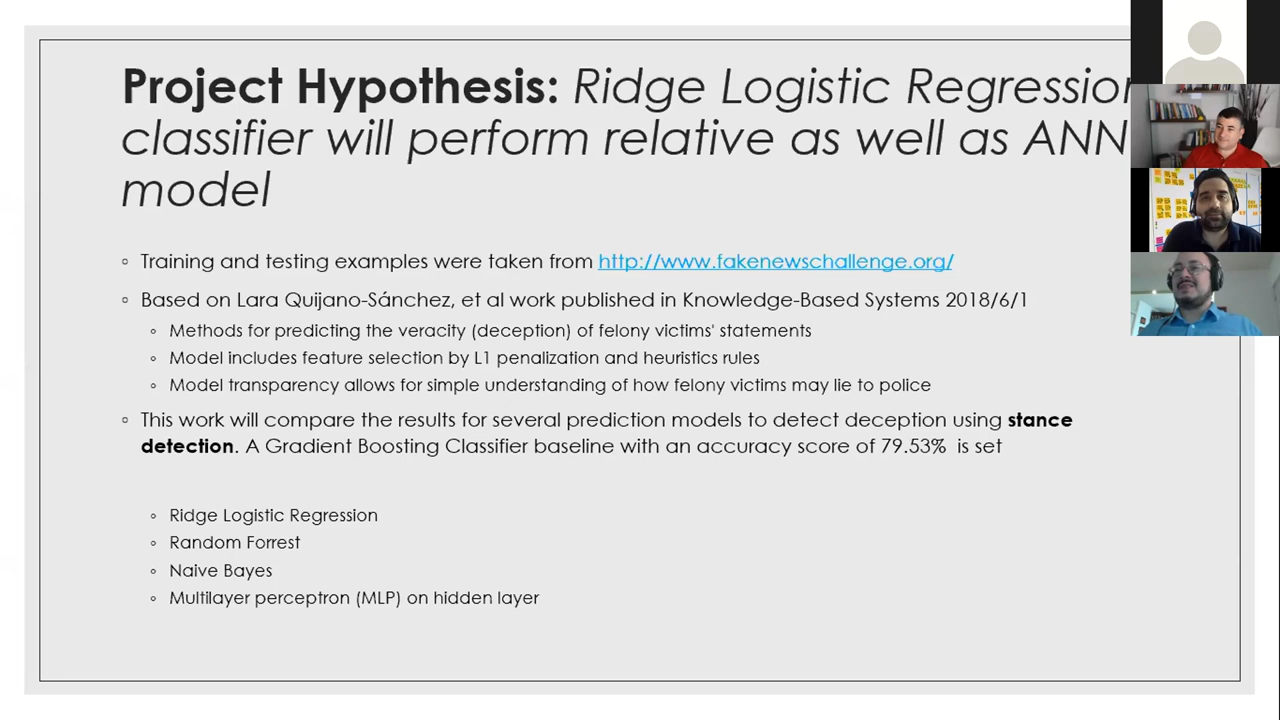 Project Hypothesis: Ridge Logistic Regression
classifier will perform relative as well as ANN
model
Training and testing examples were taken from http://www.fakenewschallenge.org/
Based on Lara Quijano-Sánchez, et al work published in Knowledge-Based Systems 2018/6/1
Methods for predicting the veracity (deception) of felony victims' statements
Model includes feature selection by L1 penalization and heuristics rules
Model transparency allows for simple understanding of how felony victims may lie to police
This work will compare the results for several prediction models to detect deception using stance
detection. A Gradient Boosting Classifier baseline with an accuracy score of 79.53% is set
Ridge Logistic Regression
Random Forrest
Naive Bayes
Multilayer perceptron (MLP) on hidden layer